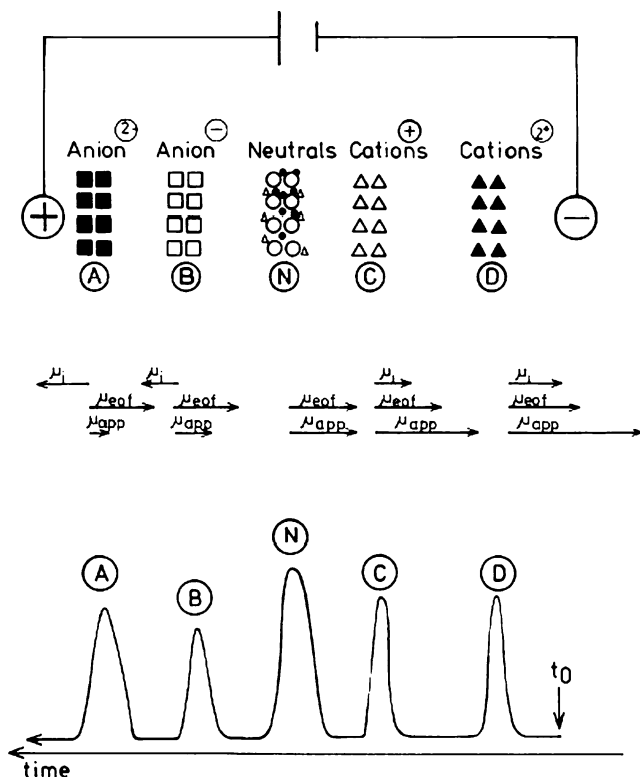 2- − + 2+
Anion Anion Neutrals Cations Cations
+ −
A B N C D
μi μi μi μi
μeof μeof μeof μeof μeof
μapp μapp μapp μapp μapp
N
A B C D
t0
time